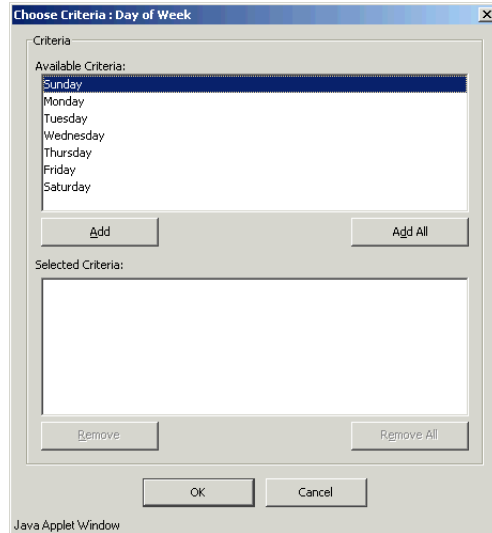 Choose Criteria : Day of Week
Criteria
Available Criteria:
Sunday
Monday
Tuesday
Wednesday
Thursday
Friday
Saturday
Add
Add All
Selected Criteria:
Remove
Remove All
OK
Cancel
Java Applet Window